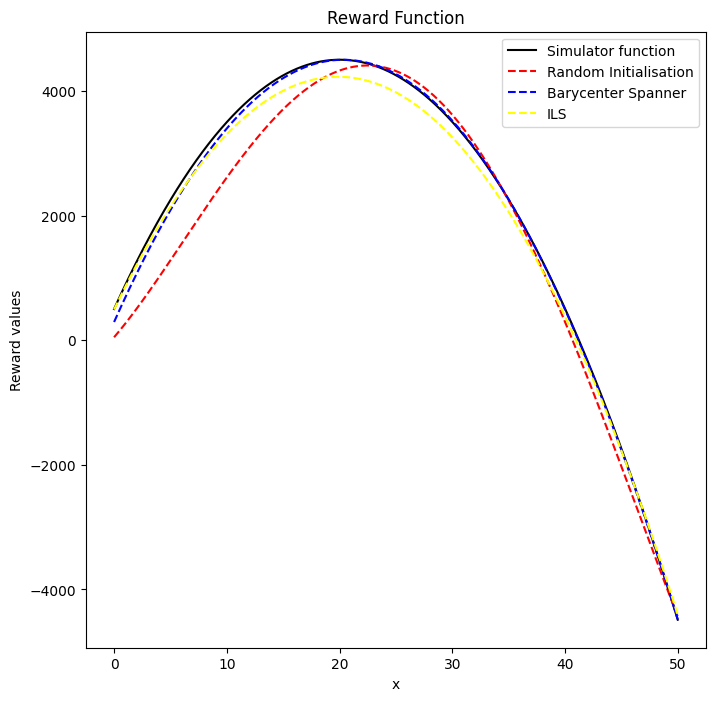 Reward Function
Simulator function
Random Initialisation
Barycenter Spanner
ILS
Reward values
4000
2000
0
−2000
−4000
0 10 20 30 40 50
x